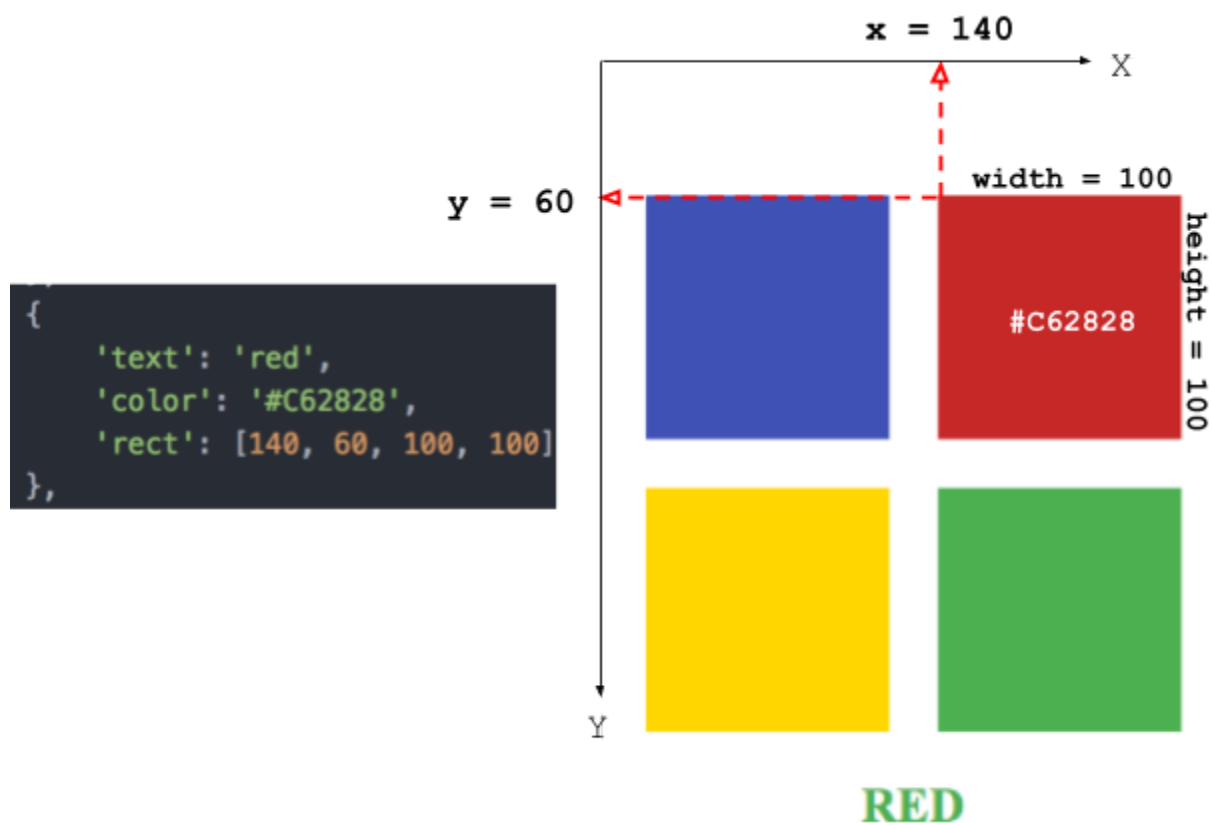 x = 140
X
width = 100
y = 60
height = 100
#C62828
{
'text': 'red',
'color': '#C62828',
'rect': [140, 60, 100, 100]
},
Y
RED